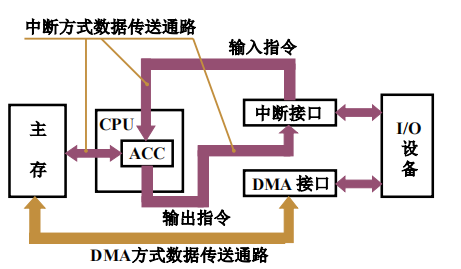 中断方式数据传送通路
输入指令
主
存
CPU
ACC
中断接口
I/O
设
备
DMA 接口
输出指令
DMA方式数据传送通路